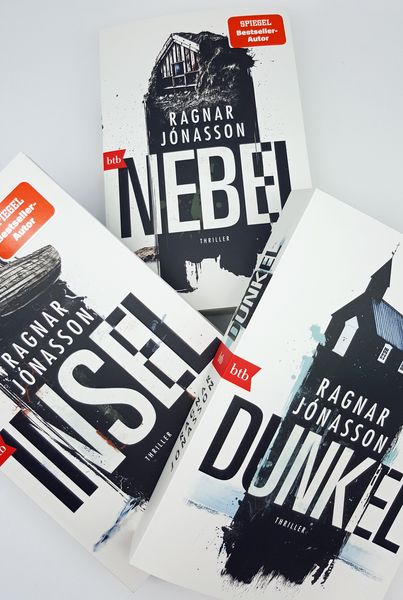 SPIEGEL
Bestseller-
Autor
RAGNAR
JÓNASSON
btb
NEBEL
THRILLER
SPIEGEL
Bestseller-
Autor
RAGNAR
JÓNASSON
INSEL
THRILLER
btb
DUNKEL
JÓNASSON
btb
RAGNAR
JÓNASSON
DUNKEL
THRILLER